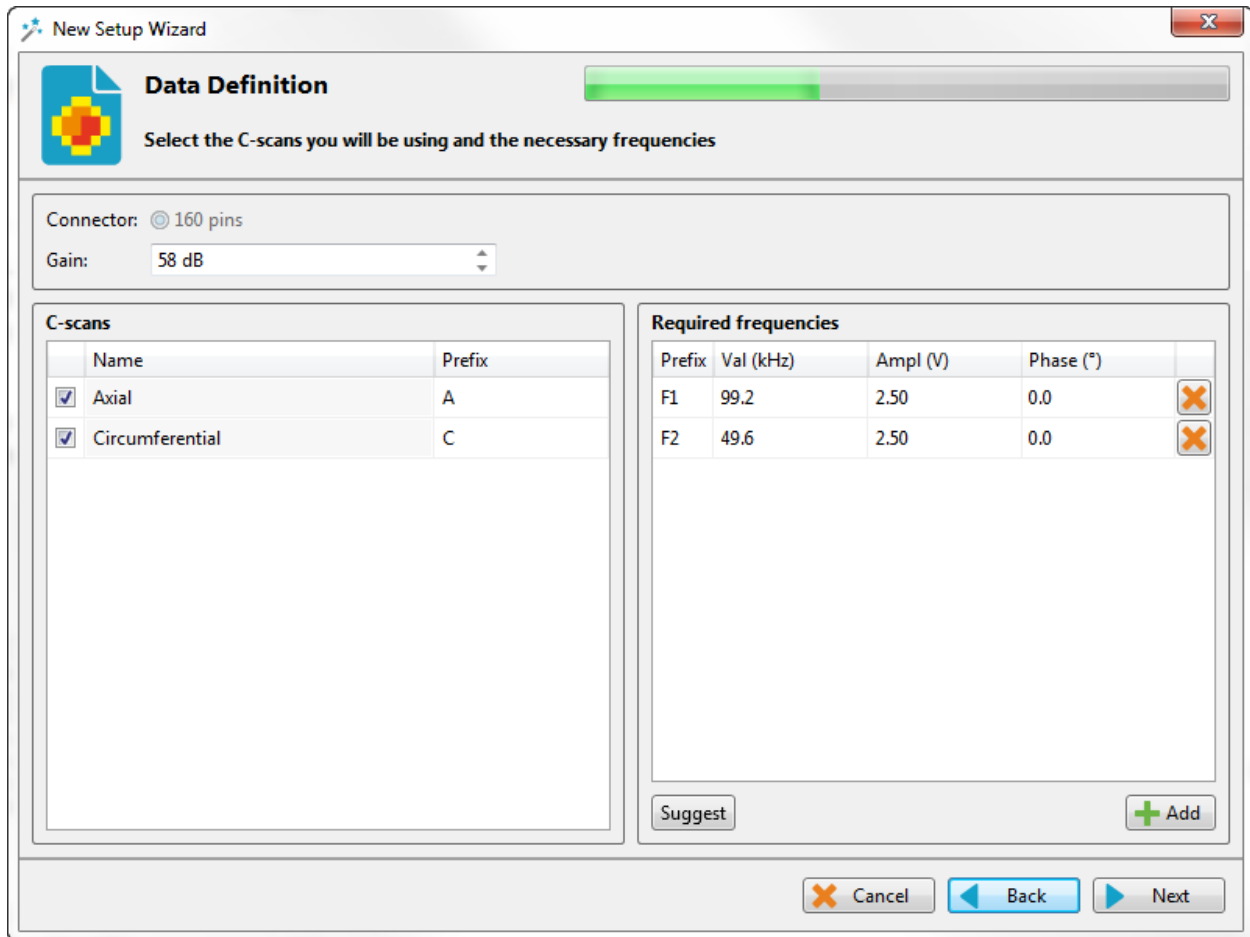 New Setup Wizard
Data Definition
Select the C-scans you will be using and the necessary frequencies
Connector: 160 pins
Gain: 58 dB
C-scans
Name Prefix
Axial A
Circumferential C
Required frequencies
Prefix Val (kHz) Ampl (V) Phase (°)
F1 99.2 2.50 0.0
F2 49.6 2.50 0.0
Suggest Add
Cancel Back Next